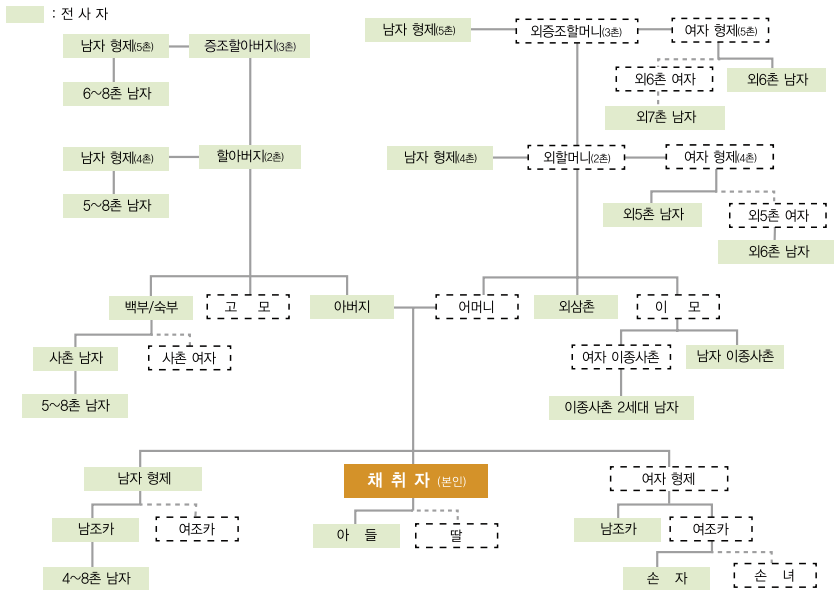 : 전 사 자
남자 형제(5촌)
증조할아버지(3촌)
남자 형제(5촌)
외증조할머니(3촌)
여자 형제(5촌)
6~8촌 남자
외6촌 여자
외6촌 남자
외7촌 남자
남자 형제(4촌)
할아버지(2촌)
남자 형제(4촌)
외할머니(2촌)
여자 형제(4촌)
5~8촌 남자
외5촌 남자
외5촌 여자
외6촌 남자
백부/숙부
고 모
아버지
어머니
외삼촌
이 모
사촌 남자
사촌 여자
여자 이종사촌
남자 이종사촌
5~8촌 남자
이종사촌 2세대 남자
남자 형제
채 취 자 (본인)
여자 형제
남조카
여조카
아 들
딸
남조카
여조카
4~8촌 남자
손 자
손 녀